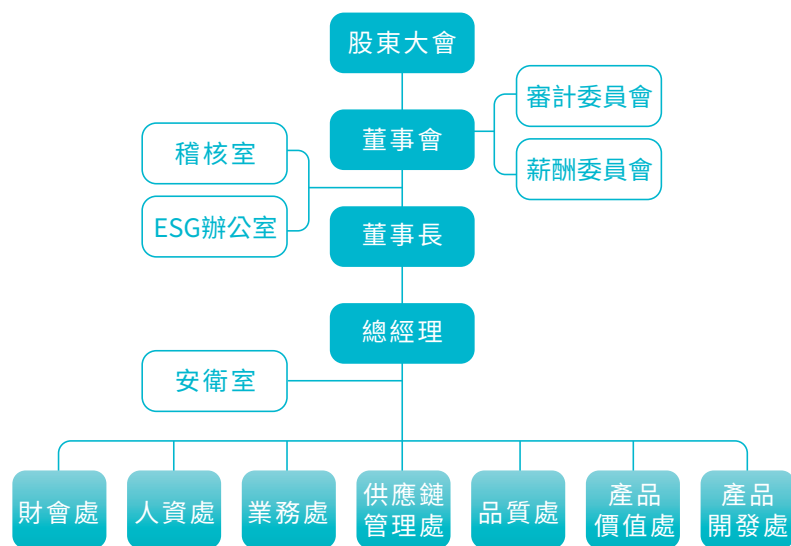 股東大會
審計委員會
董事會
稽核室
薪酬委員會
ESG辦公室
董事長
總經理
安衛室
財會處
人資處
業務處
供應鏈
管理處
品質處
產品
價值處
產品
開發處